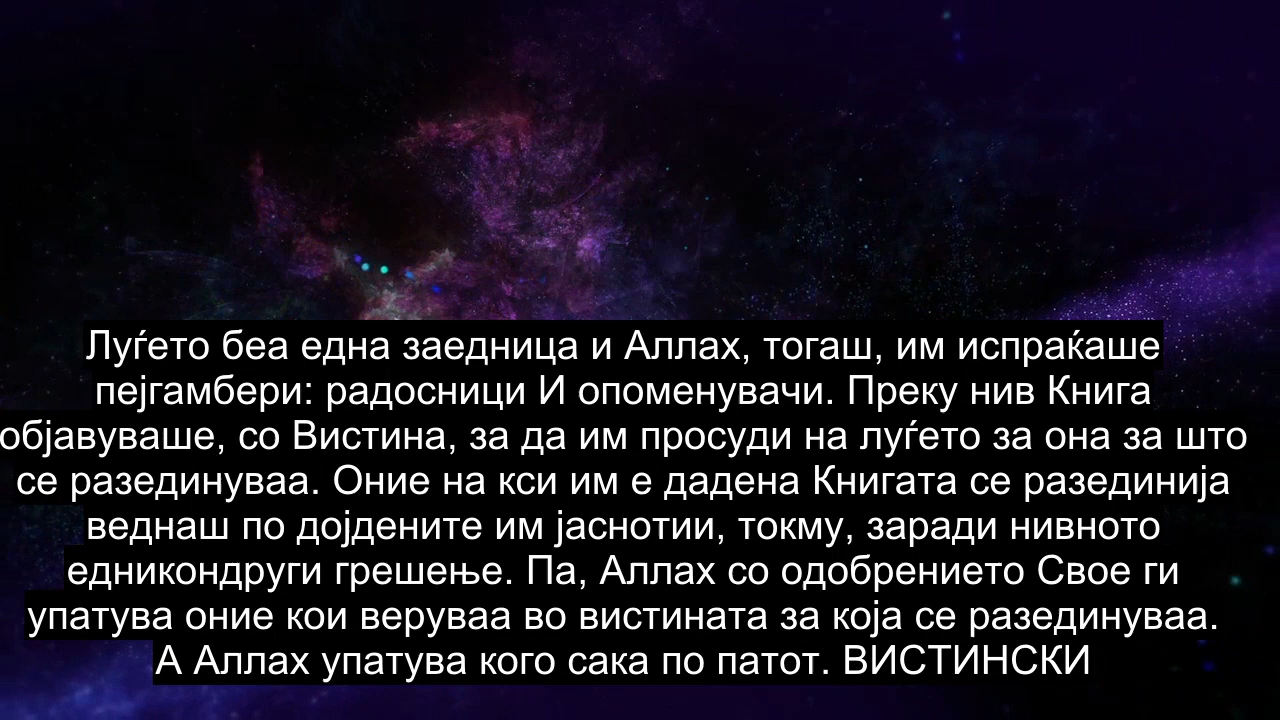 Луѓето беа една заедница и Аллах, тогаш, им испраќаше
пејгамбери: радосници И опоменувачи. Преку нив Книга
објавуваше, со Вистина, за да им просуди на луѓето за она за што
се разединуваа. Оние на кси им е дадена Книгата се разединија
веднаш по дојдените им јаснотии, токму, заради нивното
едникондруги грешење. Па, Аллах со одобрението Свое ги
упатува оние кои веруваа во вистината за која се разединуваа.
А Аллах упатува кого сака по патот. ВИСТИНСКИ